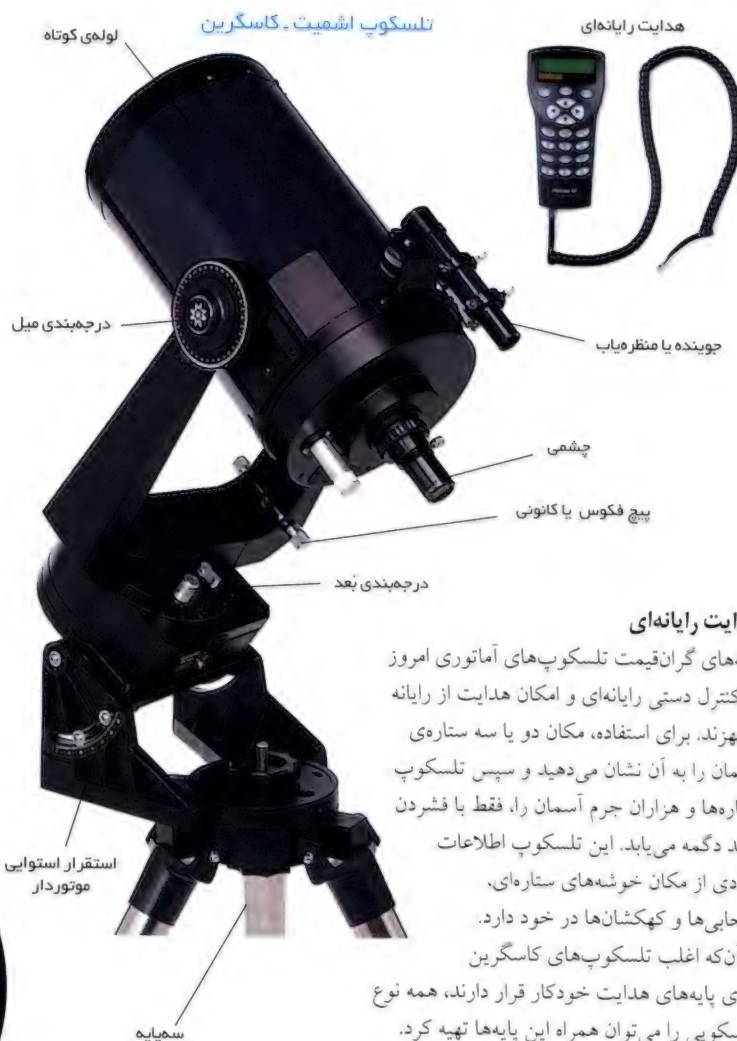 تلسکوپ اشمیت ـ کاسگرین
هدایت رایانه‌ای
لوله‌ی کوتاه
درجه‌بندی میل
جوینده یا منظره‌یاب
چشمی
پیچ فکوس یا کانونی
درجه‌بندی بُعد
استقرار استوایی
موتوردار
سه‌پایه
ایت رایانه‌ای
ه‌های گران‌قیمت تلسکوپ‌های آماتوری امروز
کنترل دستی رایانه‌ای و امکان هدایت از رایانه
هزند. برای استفاده، مکان دو یا سه ستاره‌ی
مان را به آن نشان می‌دهید و سپس تلسکوپ
اره‌ها و هزاران جرم آسمان را، فقط با فشردن
د دگمه می‌یابد. این تلسکوپ اطلاعات
دی از مکان خوشه‌های ستاره‌ای،
حابی‌ها و کهکشان‌ها در خود دارد.
آن‌که اغلب تلسکوپ‌های کاسگرین
ی پایه‌های هدایت خودکار قرار دارند، همه نوع
سکوپی را می‌توان همراه این پایه‌ها تهیه کرد.